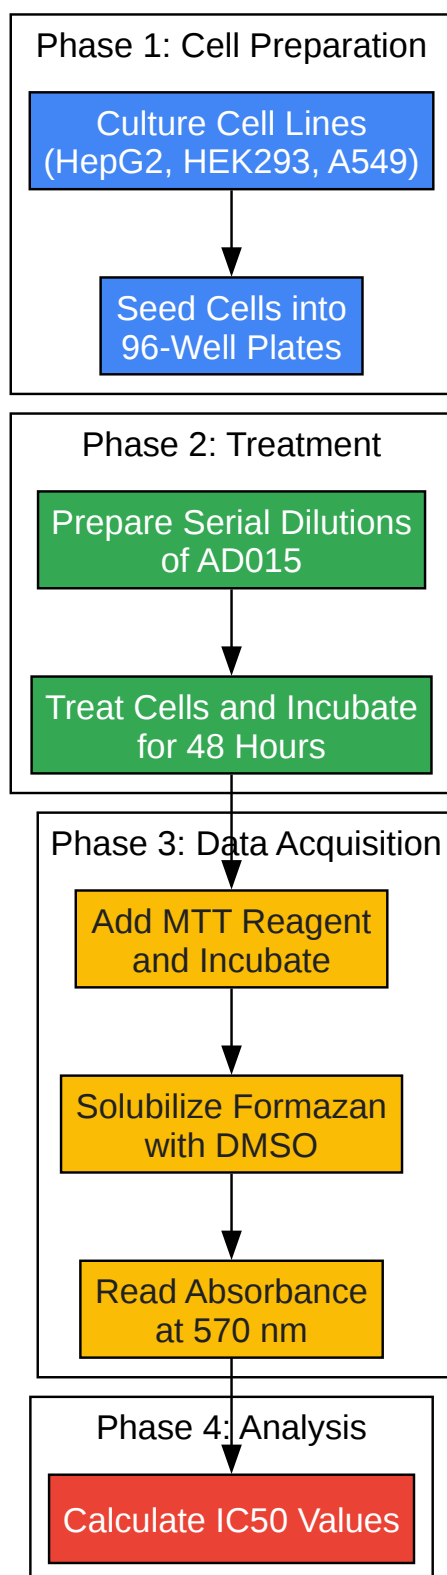 Phase 1: Cell Preparation
Culture Cell Lines
(HepG2, HEK293, A549)
Seed Cells into
96-Well Plates
Phase 2: Treatment
Prepare Serial Dilutions
of AD015
Treat Cells and Incubate
for 48 Hours
Phase 3: Data Acquisition
Add MTT Reagent
and Incubate
Solubilize Formazan
with DMSO
Read Absorbance
at 570 nm
Phase 4: Analysis
Calculate IC50 Values